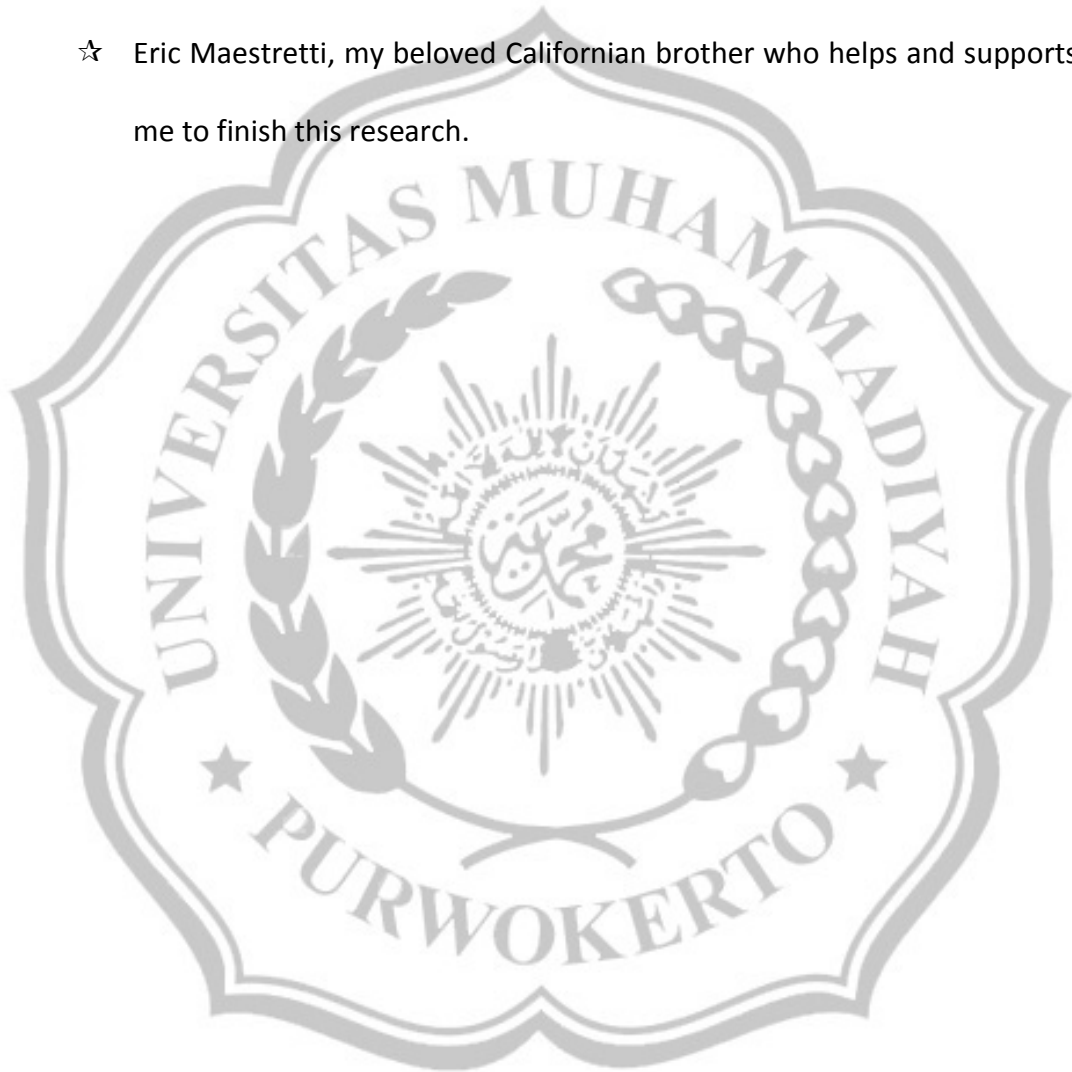 ☆ Eric Maestretti, my beloved Californian brother who helps and supports
me to finish this research.
UNIVERSITAS MUHAMMADIYAH
PURWOKERTO